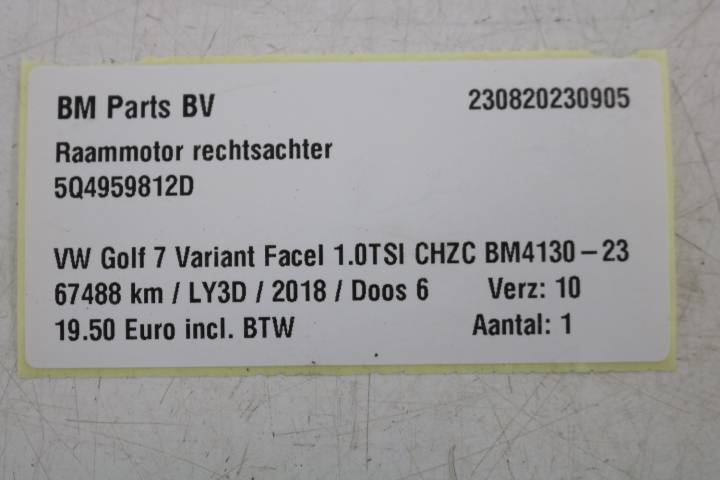 BM Parts BV 230820230905
Raammotor rechtsachter
5Q4959812D
VW Golf 7 Variant Facel 1.0TSI CHZC BM4130-23
67488 km / LY3D / 2018 / Doos 6 Verz: 10
19.50 Euro incl. BTW Aantal: 1